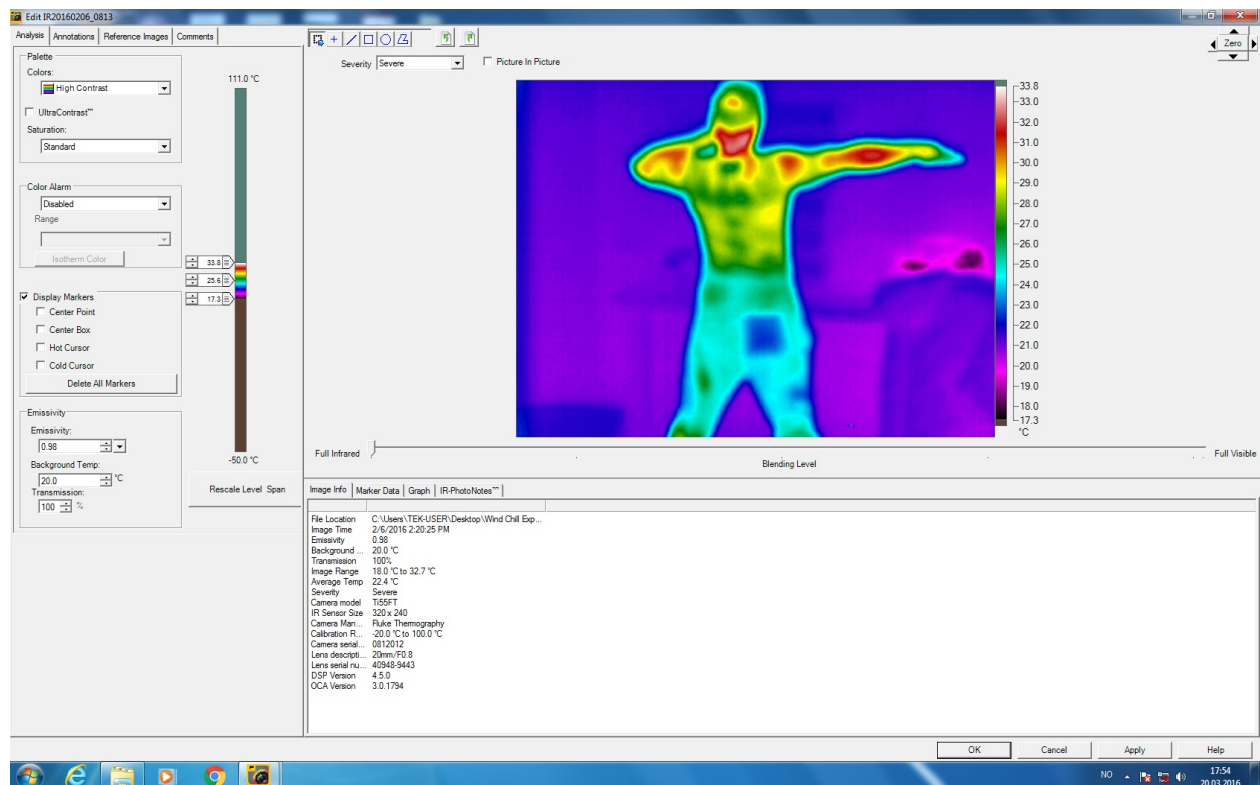 Edit IR20160206_0813
Analysis Annotations Reference Images Comments
Palette
Colors:
High Contrast
UltraContrast™
Saturation:
Standard
Color Alarm
Disabled
Range
Isotherm Color
Display Markers
Center Point
Center Box
Hot Cursor
Cold Cursor
Delete All Markers
Emissivity
Emissivity:
0.98
Background Temp:
20.0 °C
Transmission:
100 %
111.0 °C
33.8
25.6
17.3
-50.0 °C
Rescale Level Span
Zero
Severity Severe Picture In Picture
33.8
33.0
32.0
31.0
30.0
29.0
28.0
27.0
26.0
25.0
24.0
23.0
22.0
21.0
20.0
19.0
18.0
17.3
°C
Full Infrared Full Visible
Blending Level
Image Info Marker Data Graph IR-PhotoNotes™
File Location C:\Users\TEK-USER\Desktop\Wind Chill Exp...
Image Time 2/6/2016 2:20:25 PM
Emissivity 0.98
Background ... 20.0 °C
Transmission 100%
Image Range 18.0 °C to 32.7 °C
Average Temp 22.4 °C
Severity Severe
Camera model Ti55FT
IR Sensor Size 320 x 240
Camera Man... Fluke Thermography
Calibration R... -20.0 °C to 100.0 °C
Camera serial... 0812012
Lens descripti... 20mm/F0.8
Lens serial nu... 40948-9443
DSP Version 4.5.0
OCA Version 3.0.1794
OK Cancel Apply Help
NO 17:54
20.03.2016